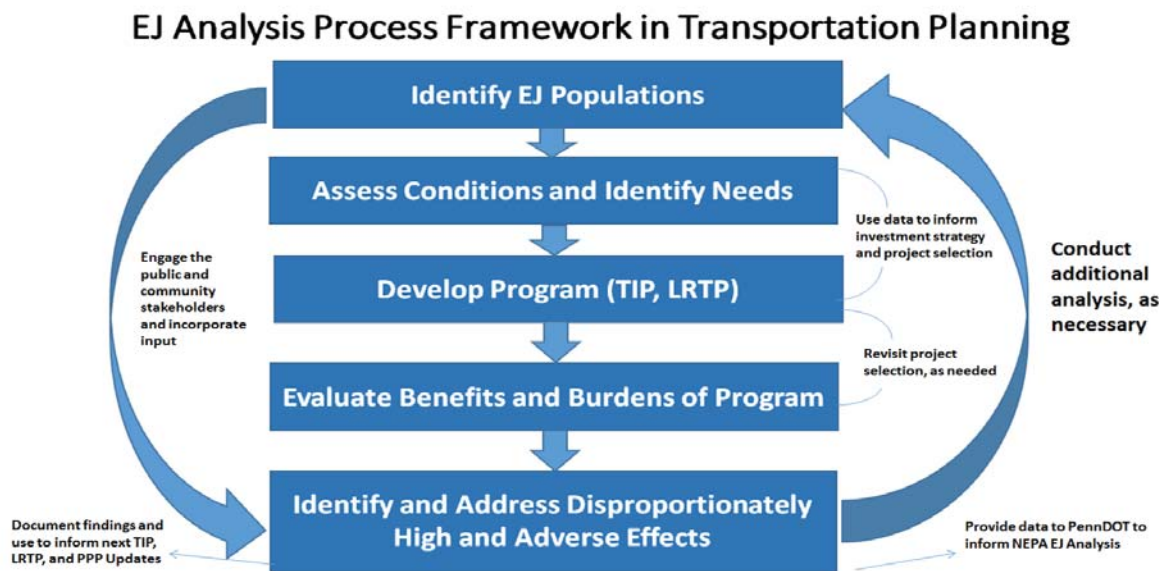 EJ Analysis Process Framework in Transportation Planning
Identify EJ Populations
Assess Conditions and Identify Needs
Use data to inform
investment strategy
and project selection
Engage the
public and
community
stakeholders
and incorporate
input
Conduct
additional
analysis, as
necessary
Develop Program (TIP, LRTP)
Revisit project
selection, as needed
Evaluate Benefits and Burdens of Program
Identify and Address Disproportionately
High and Adverse Effects
Document findings and
use to inform next TIP,
LRTP, and PPP Updates
Provide data to PennDOT to
inform NEPA EJ Analysis